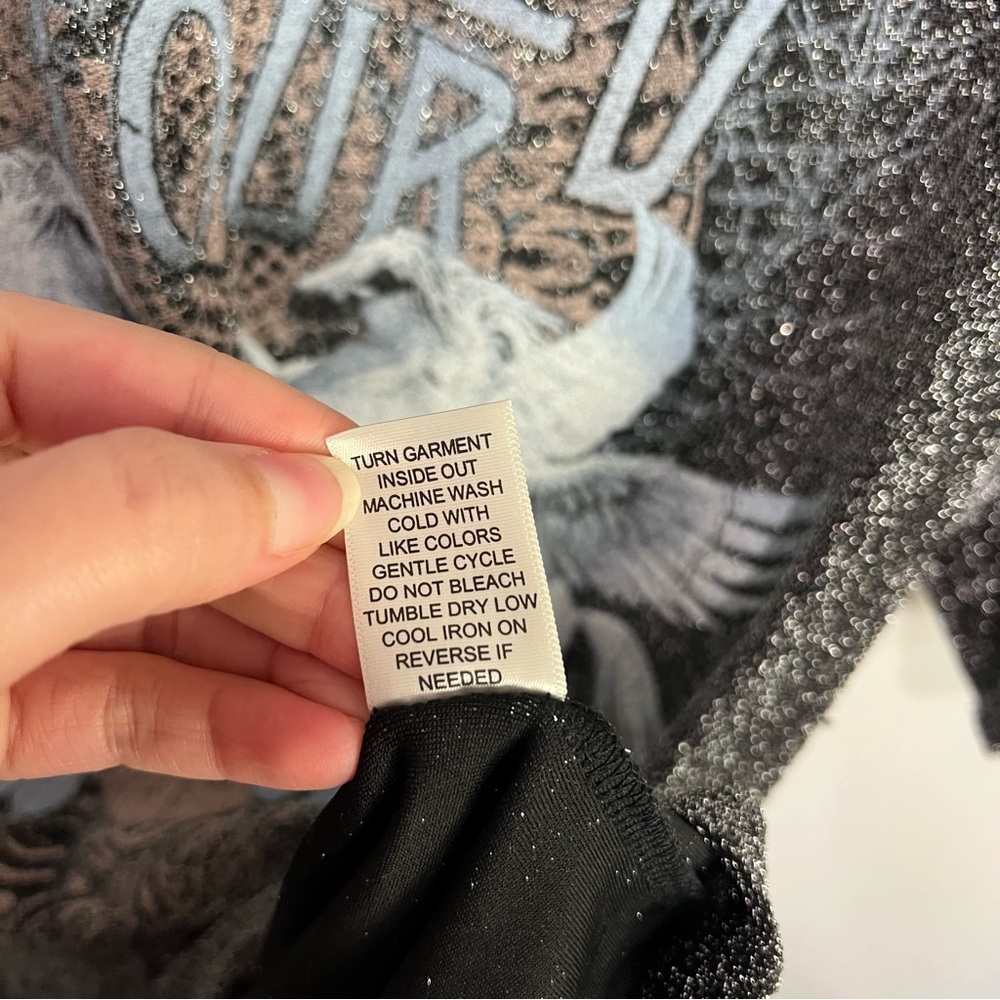 OUR
TURN GARMENT
INSIDE OUT
MACHINE WASH
COLD WITH
LIKE COLORS
GENTLE CYCLE
DO NOT BLEACH
TUMBLE DRY LOW
COOL IRON ON
REVERSE IF
NEEDED